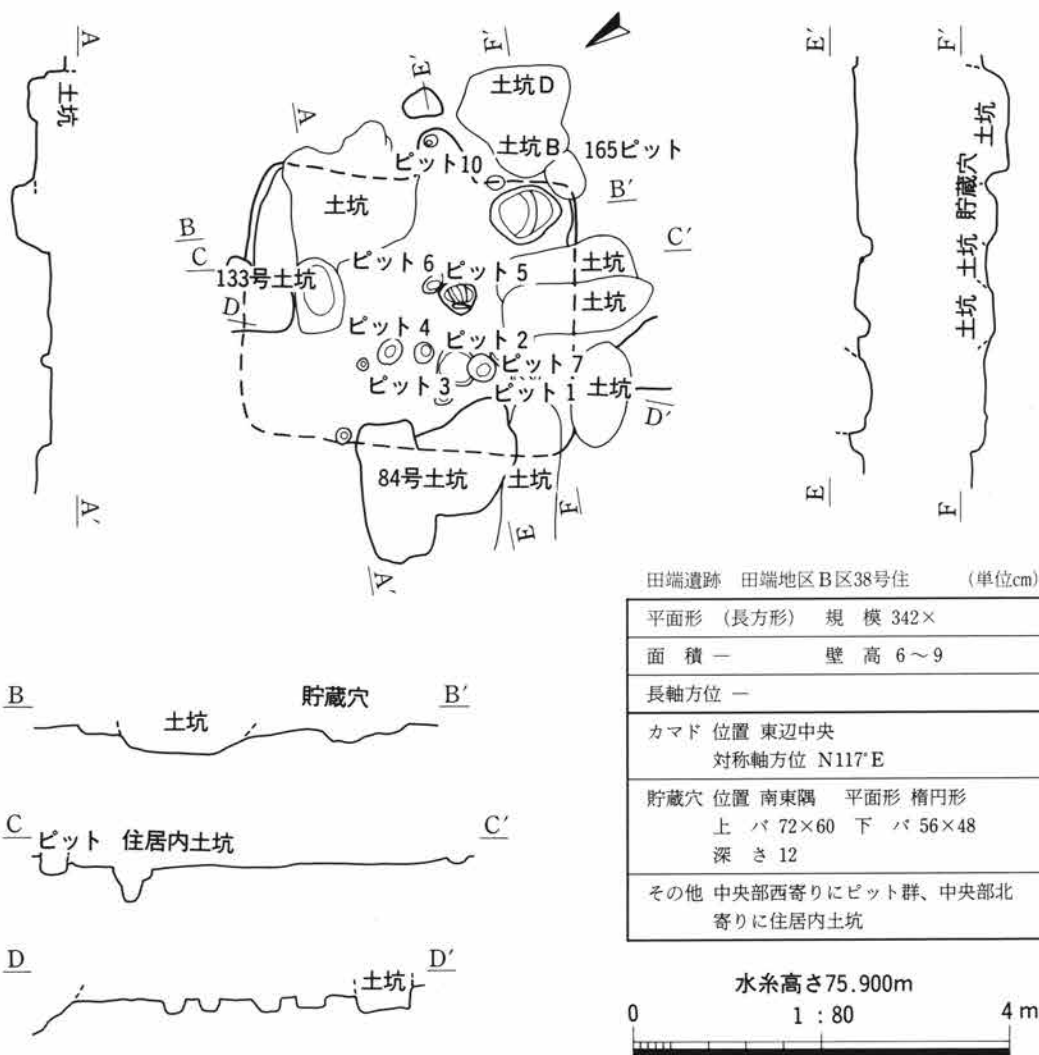 A
土坑
A′
E′
F′
A
土坑D
土坑B
165ピット
ピット10
B′
土坑
B
C
C′
133号土坑
ピット6
ピット5
土坑
土坑
D
ピット4
ピット2
ピット3
ピット7
ピット1
土坑
D′
84号土坑
土坑
E
F
A′
E′
E
F′
土坑
貯蔵穴
土坑
土坑
F
B 土坑 貯蔵穴 B′
C ピット 住居内土坑 C′
D 土坑 D′
田端遺跡 田端地区B区38号住 (単位cm)
平面形 (長方形) 規 模 342×
面 積 — 壁 高 6~9
長軸方位 —
カマド 位置 東辺中央
対称軸方位 N117°E
貯蔵穴 位置 南東隅 平面形 楕円形
上 バ 72×60 下 バ 56×48
深 さ 12
その他 中央部西寄りにピット群、中央部北
寄りに住居内土坑
水糸高さ75.900m
1:80
0 4m